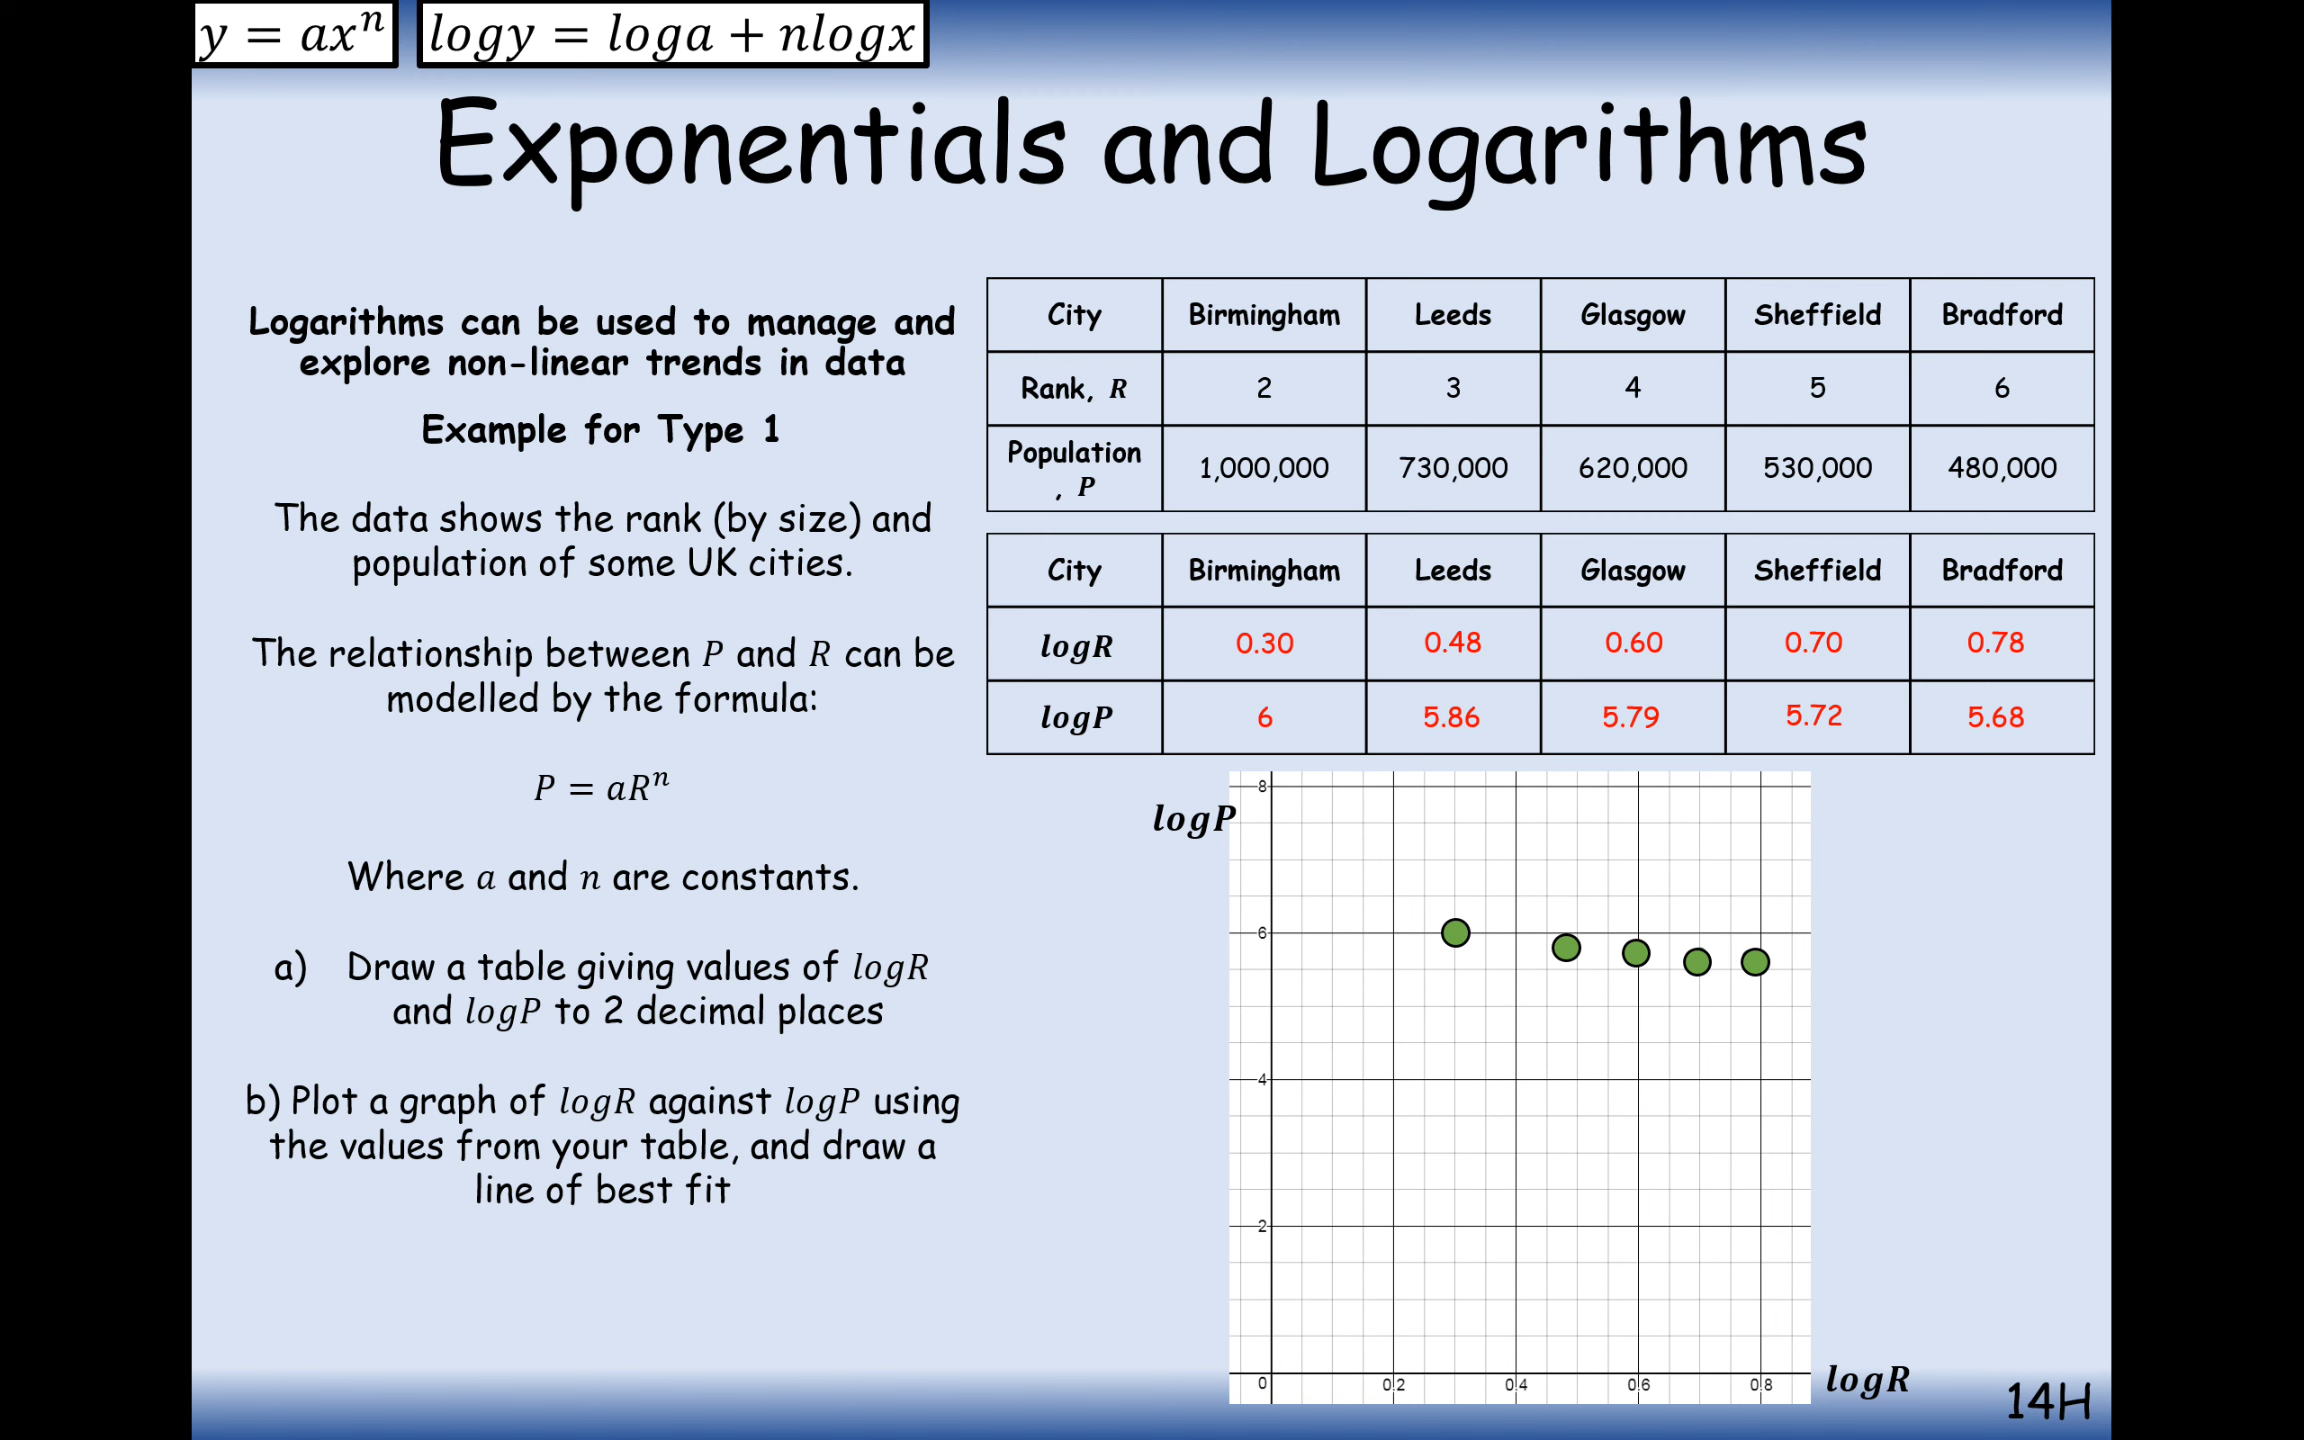 y = axⁿ
logy = loga + nlogx
Exponentials and Logarithms
Logarithms can be used to manage and
explore non-linear trends in data
Example for Type 1
The data shows the rank (by size) and
population of some UK cities.
The relationship between P and R can be
modelled by the formula:
P = aRⁿ
Where a and n are constants.
a) Draw a table giving values of logR
and logP to 2 decimal places
b) Plot a graph of logR against logP using
the values from your table, and draw a
line of best fit
City Birmingham Leeds Glasgow Sheffield Bradford
Rank, R 2 3 4 5 6
Population
, P 1,000,000 730,000 620,000 530,000 480,000
City Birmingham Leeds Glasgow Sheffield Bradford
logR 0.30 0.48 0.60 0.70 0.78
logP 6 5.86 5.79 5.72 5.68
logP
8
6
4
2
0 0.2 0.4 0.6 0.8
logR
14H